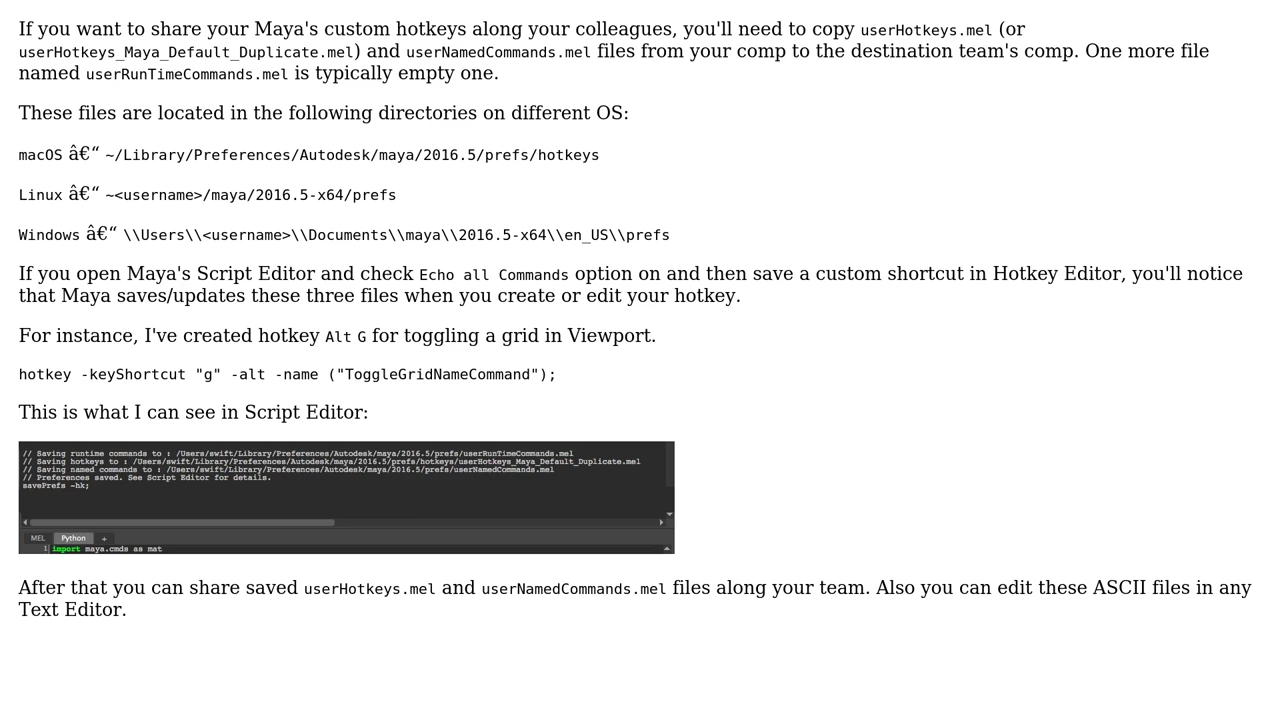 If you want to share your Maya's custom hotkeys along your colleagues, you'll need to copy userHotkeys.mel (or
userHotkeys_Maya_Default_Duplicate.mel) and userNamedCommands.mel files from your comp to the destination team's comp. One more file
named userRunTimeCommands.mel is typically empty one.
These files are located in the following directories on different OS:
macOS â€“ ~/Library/Preferences/Autodesk/maya/2016.5/prefs/hotkeys
Linux â€“ ~<username>/maya/2016.5-x64/prefs
Windows â€“ \\Users\\<username>\\Documents\\maya\\2016.5-x64\\en_US\\prefs
If you open Maya's Script Editor and check Echo all Commands option on and then save a custom shortcut in Hotkey Editor, you'll notice
that Maya saves/updates these three files when you create or edit your hotkey.
For instance, I've created hotkey Alt G for toggling a grid in Viewport.
hotkey -keyShortcut "g" -alt -name ("ToggleGridNameCommand");
This is what I can see in Script Editor:
// Saving runtime commands to : /Users/swift/Library/Preferences/Autodesk/maya/2016.5/prefs/userRunTimeCommands.mel
// Saving hotkeys to : /Users/swift/Library/Preferences/Autodesk/maya/2016.5/prefs/hotkeys/userHotkeys_Maya_Default_Duplicate.mel
// Saving named commands to : /Users/swift/Library/Preferences/Autodesk/maya/2016.5/prefs/userNamedCommands.mel
// Preferences saved. See Script Editor for details.
savePrefs -hk;
MEL Python +
1 import maya.cmds as mat
After that you can share saved userHotkeys.mel and userNamedCommands.mel files along your team. Also you can edit these ASCII files in any
Text Editor.